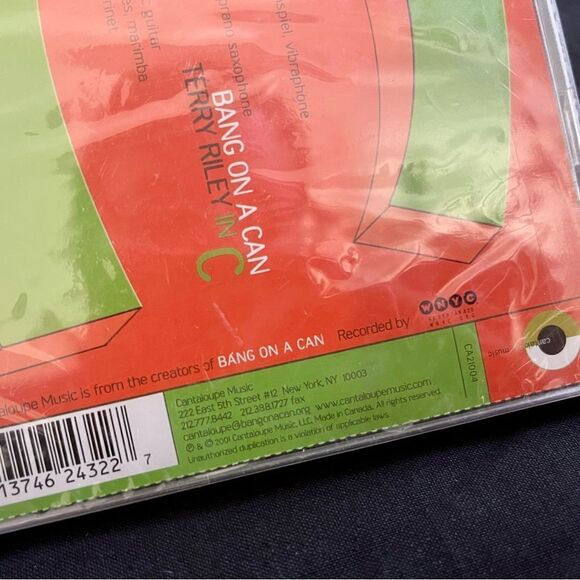 nspiel, vibraphone
prano saxophone
c guitar
es, marimba
rinet
BANG ON A CAN
TERRY RILEY IN C
Recorded by
WNYC
aloupe Music is from the creators of BANG ON A CAN
Cantaloupe Music
222 East 5th Street #12 New York, NY 10003
212.777.8442 212.388.1727 fax
cantaloupe@bangonacan.org www.cantaloupemusic.com
℗ & © 2001 Cantaloupe Music, LLC. Made in Canada. All rights reserved.
Unauthorized duplication is a violation of applicable laws.
CA21004
music
13746 24322 7